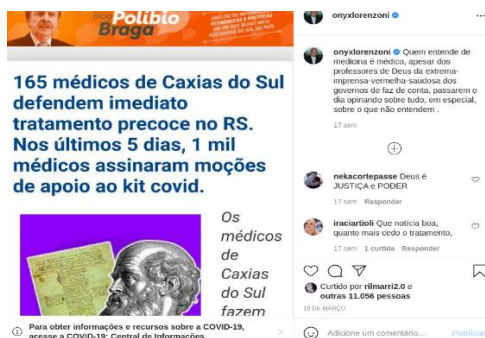 Blog
Políbio
Braga
165 médicos de Caxias do Sul
defendem imediato
tratamento precoce no RS.
Nos últimos 5 dias, 1 mil
médicos assinaram moções
de apoio ao kit covid.
Os
médicos
de
Caxias
do Sul
fazem
Para obter informações e recursos sobre a COVID-19,
acesse a COVID-19: Central de Informações.
onyxlorenzoni
onyxlorenzoni Quem entende de
medicina é médico, apesar dos
professores de Deus da extrema-
imprensa-vermelha-saudosa dos
governos de faz de conta, passarem o
dia opinando sobre tudo, em especial,
sobre o que não entendem .
17 sem
nekacortepasse Deus é
JUSTIÇA e PODER
17 sem Responder
iraciartioli Que notícia boa,
quanto mais cedo o tratamento,
17 sem 1 curtida Responder
Curtido por rilmarri2.0 e
outras 11.056 pessoas
18 DE MARÇO
Adicione um comentário... Publicar